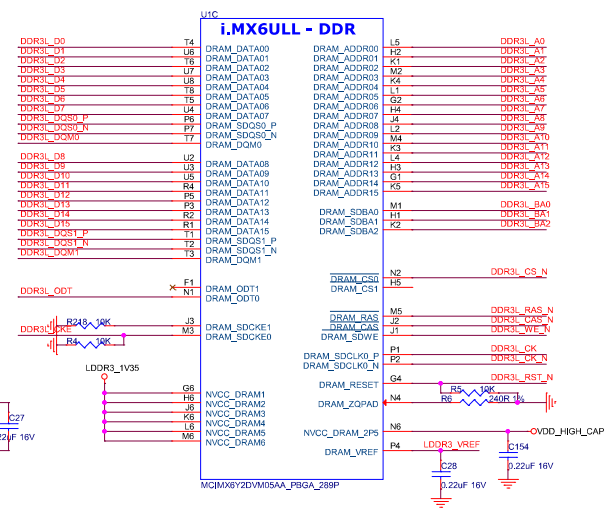 U1C
i.MX6ULL - DDR
DDR3L_D0 T4 DRAM_DATA00 DRAM_ADDR00 L5 DDR3L_A0
DDR3L_D1 U6 DRAM_DATA01 DRAM_ADDR01 H2 DDR3L_A1
DDR3L_D2 T6 DRAM_DATA02 DRAM_ADDR02 K1 DDR3L_A2
DDR3L_D3 U7 DRAM_DATA03 DRAM_ADDR03 M2 DDR3L_A3
DDR3L_D4 U8 DRAM_DATA04 DRAM_ADDR04 K4 DDR3L_A4
DDR3L_D5 T8 DRAM_DATA05 DRAM_ADDR05 L1 DDR3L_A5
DDR3L_D6 T5 DRAM_DATA06 DRAM_ADDR06 G2 DDR3L_A6
DDR3L_D7 U4 DRAM_DATA07 DRAM_ADDR07 H4 DDR3L_A7
DDR3L_DQS0_P P6 DRAM_SDQS0_P DRAM_ADDR08 J4 DDR3L_A8
DDR3L_DQS0_N P7 DRAM_SDQS0_N DRAM_ADDR09 L2 DDR3L_A9
DDR3L_DQM0 T7 DRAM_DQM0 DRAM_ADDR10 M4 DDR3L_A10
DRAM_ADDR11 K3 DDR3L_A11
DDR3L_D8 U2 DRAM_DATA08 DRAM_ADDR12 L4 DDR3L_A12
DDR3L_D9 U3 DRAM_DATA09 DRAM_ADDR13 H3 DDR3L_A13
DDR3L_D10 U5 DRAM_DATA10 DRAM_ADDR14 G1 DDR3L_A14
DDR3L_D11 R4 DRAM_DATA11 DRAM_ADDR15 K5 DDR3L_A15
DDR3L_D12 P5 DRAM_DATA12
DDR3L_D13 P3 DRAM_DATA13 DRAM_SDBA0 M1 DDR3L_BA0
DDR3L_D14 R2 DRAM_DATA14 DRAM_SDBA1 H1 DDR3L_BA1
DDR3L_D15 R1 DRAM_DATA15 DRAM_SDBA2 K2 DDR3L_BA2
DDR3L_DQS1_P T1 DRAM_SDQS1_P
DDR3L_DQS1_N T2 DRAM_SDQS1_N
DDR3L_DQM1 T3 DRAM_DQM1
DRAM_CS0 N2 DDR3L_CS_N
F1 DRAM_ODT1 DRAM_CS1 H5
DDR3L_ODT N1 DRAM_ODT0
DRAM_RAS M5 DDR3L_RAS_N
R218 10K J3 DRAM_SDCKE1 DRAM_CAS J2 DDR3L_CAS_N
M3 DRAM_SDCKE0 DRAM_SDWE J1 DDR3L_WE_N
R4 10K
DRAM_SDCLK0_P P1 DDR3L_CK
DRAM_SDCLK0_N P2 DDR3L_CK_N
LDDR3_1V35
DRAM_RESET G4 DDR3L_RST_N
R5 10K
G6 NVCC_DRAM1 DRAM_ZQPAD N4 R6 240R 1%
H6 NVCC_DRAM2
J6 NVCC_DRAM3
K6 NVCC_DRAM4
L6 NVCC_DRAM5 NVCC_DRAM_2P5 N6 VDD_HIGH_CAP
M6 NVCC_DRAM6 DRAM_VREF P4 LDDR3_VREF
C27
16V
C154
0.22uF 16V
C28
0.22uF 16V
MCIMX6Y2DVM05AA_PBGA_289P